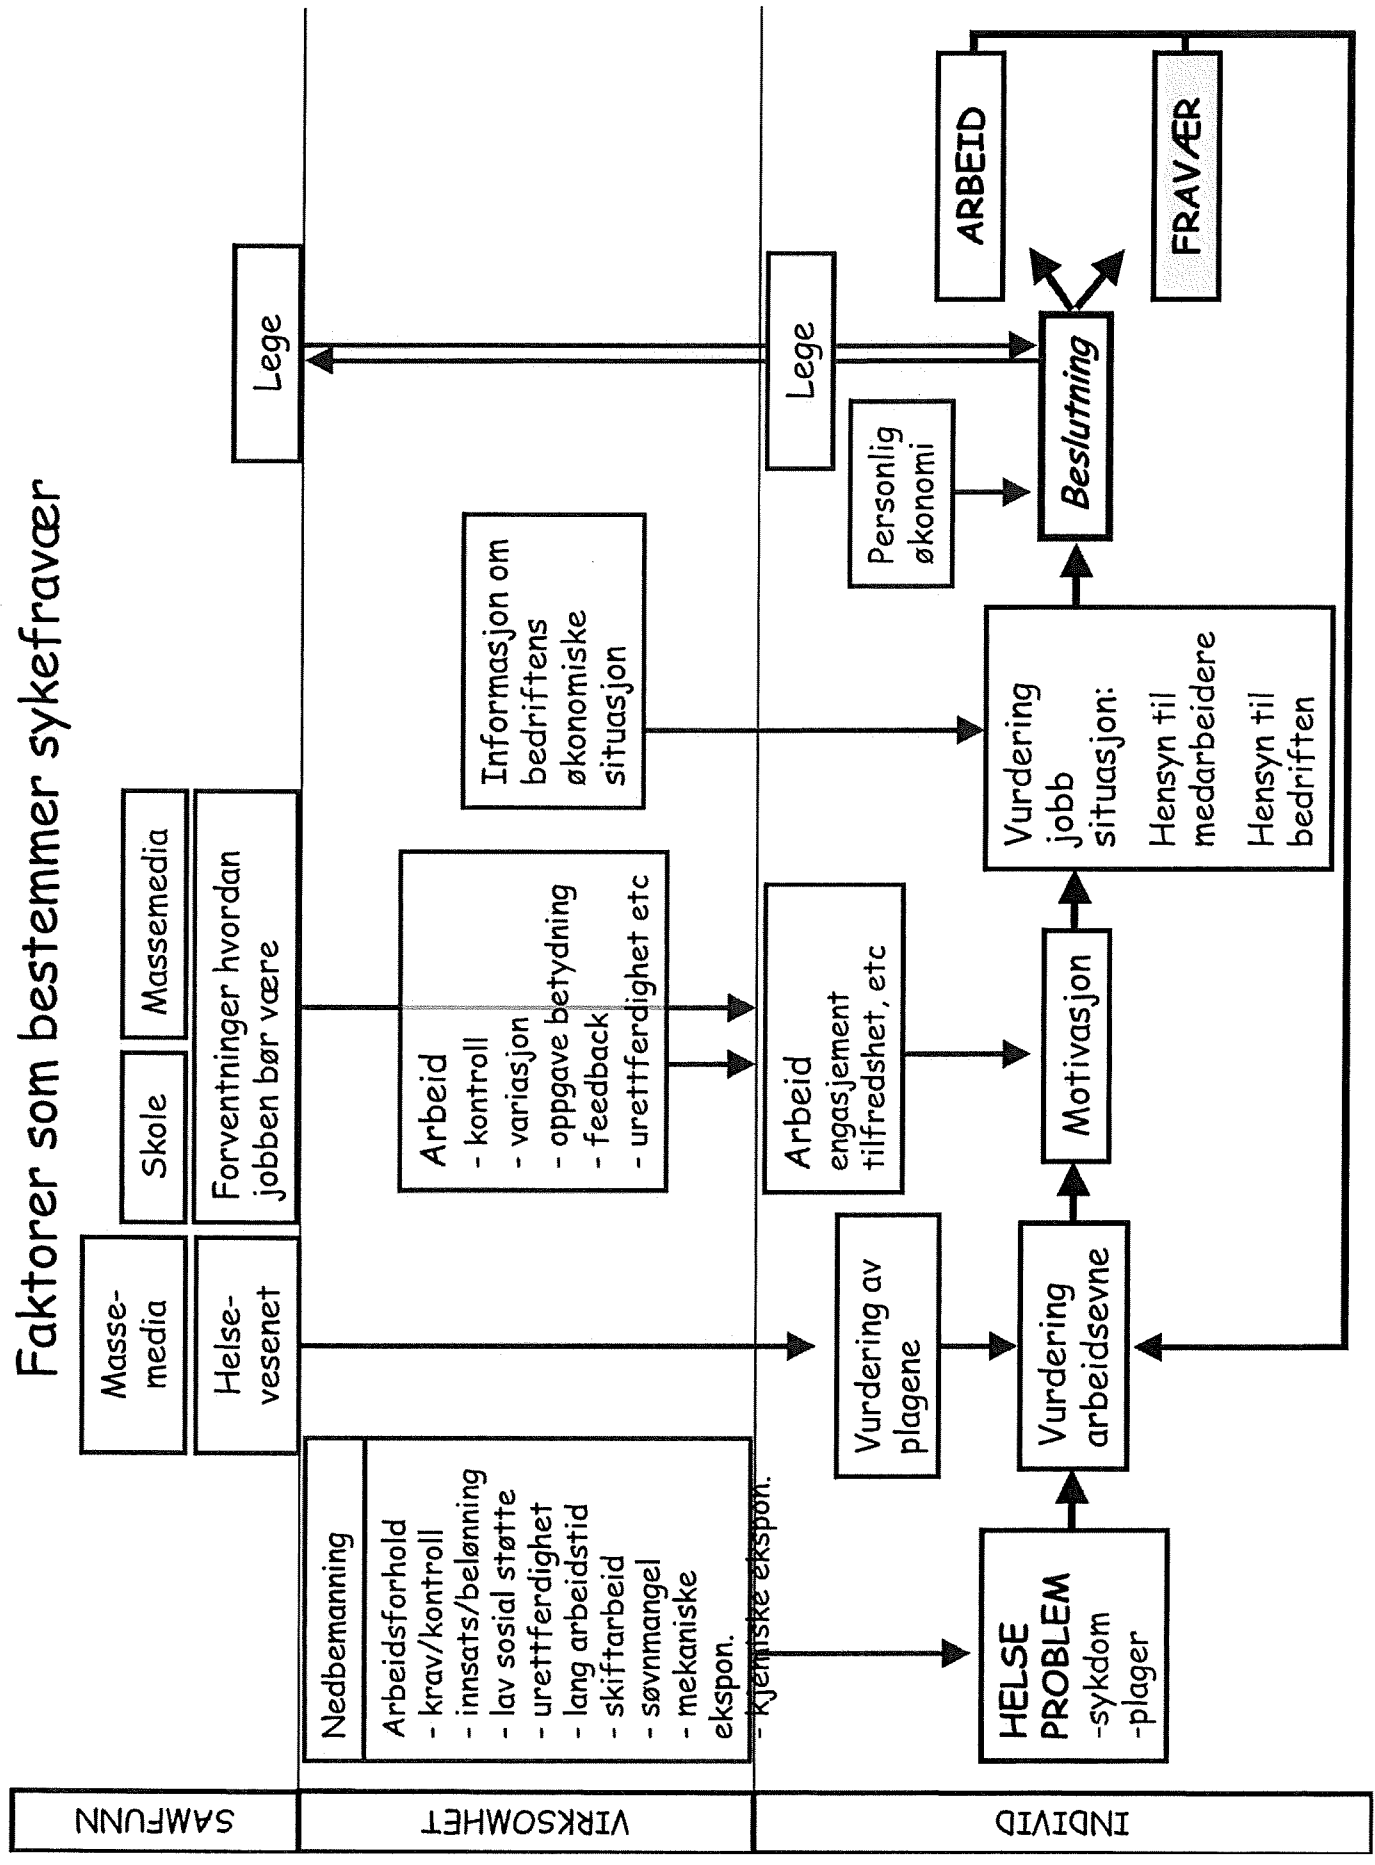 Faktorer som bestemmer sykefravær
SAMFUNN
Masse-
media
Helse-
vesenet
Skole
Massemedia
Forventninger hvordan
jobben bør være
Lege
VIRKSOMHET
Nedbemanning
Arbeidsforhold
- krav/kontroll
- innsats/belønning
- lav sosial støtte
- urettferdighet
- lang arbeidstid
- skiftarbeid
- søvnmangel
- mekaniske
ekspon.
- kjemiske ekspon.
Arbeid
- kontroll
- variasjon
- oppgave betydning
- feedback
- urettferdighet etc
Informasjon om
bedriftens
økonomiske
situasjon
INDIVID
Vurdering av
plagene
Arbeid
engasjement
tilfredshet, etc
Personlig
økonomi
Lege
HELSE
PROBLEM
-sykdom
-plager
Vurdering
arbeidsevne
Motivasjon
Vurdering
jobb
situasjon:
Hensyn til
medarbeidere
Hensyn til
bedriften
Beslutning
ARBEID
FRAVÆR